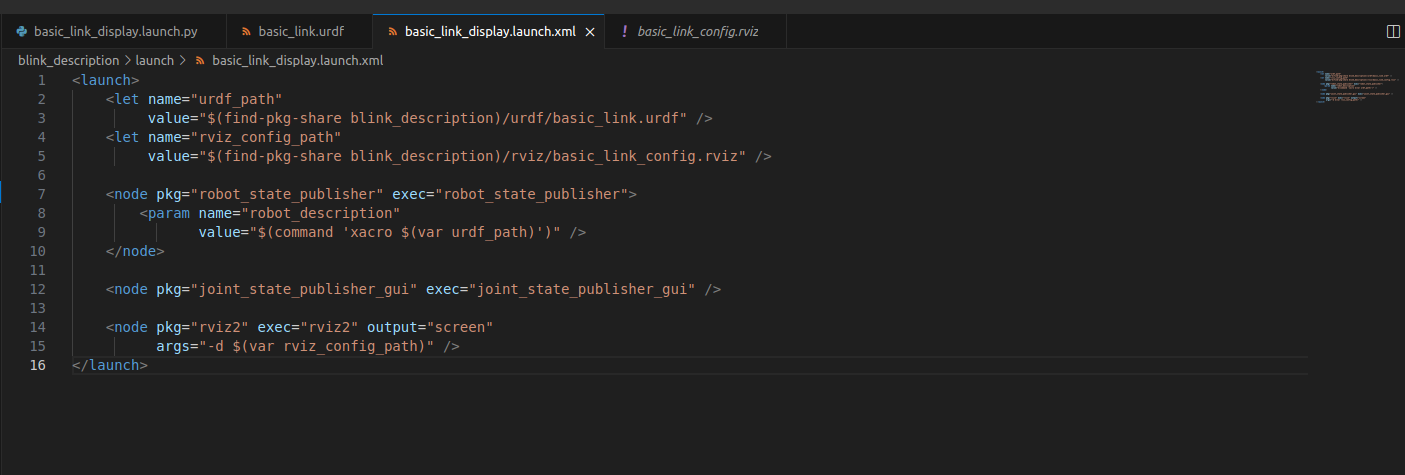 basic_link_display.launch.py basic_link.urdf basic_link_display.launch.xml basic_link_config.rviz
blink_description > launch > basic_link_display.launch.xml
1 <launch>
2     <let name="urdf_path"
3          value="$(find-pkg-share blink_description)/urdf/basic_link.urdf" />
4     <let name="rviz_config_path"
5          value="$(find-pkg-share blink_description)/rviz/basic_link_config.rviz" />
6
7     <node pkg="robot_state_publisher" exec="robot_state_publisher">
8         <param name="robot_description"
9                value="$(command 'xacro $(var urdf_path)')" />
10     </node>
11
12     <node pkg="joint_state_publisher_gui" exec="joint_state_publisher_gui" />
13
14     <node pkg="rviz2" exec="rviz2" output="screen"
15           args="-d $(var rviz_config_path)" />
16 </launch>